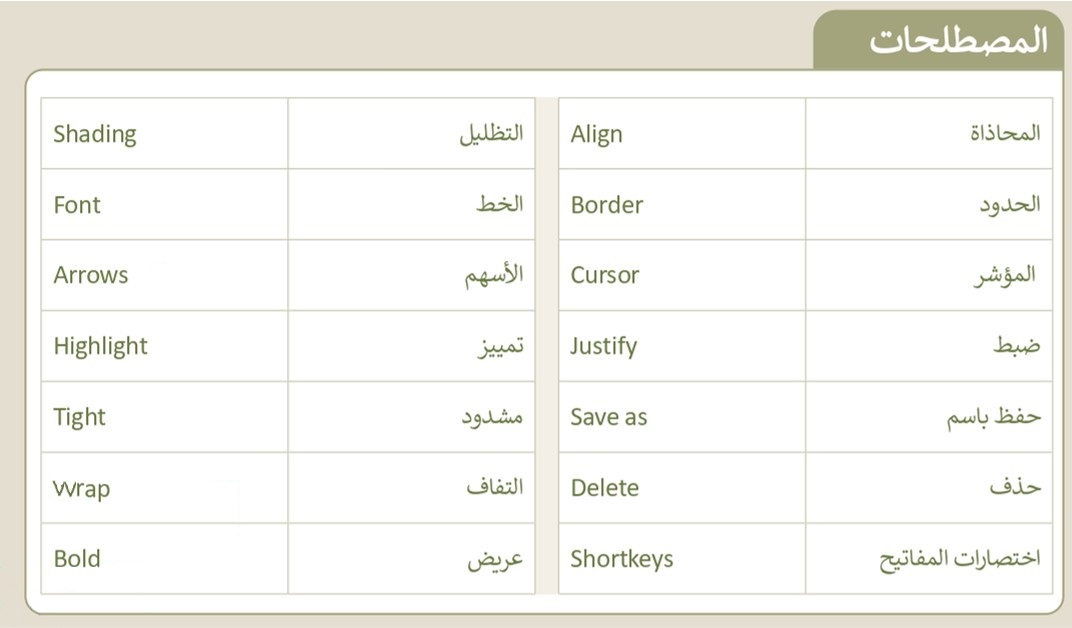 المصطلحات
المحاذاة Align التظليل Shading
الحدود Border الخط Font
المؤشر Cursor الأسهم Arrows
ضبط Justify تمييز Highlight
حفظ باسم Save as مشدود Tight
حذف Delete التفاف Wrap
اختصارات المفاتيح Shortkeys عريض Bold